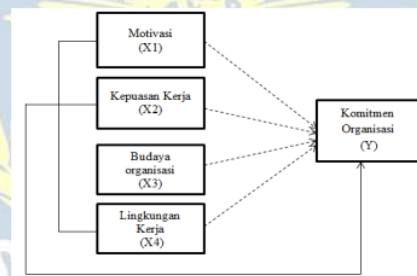 Motivasi
(X1)
Kepuasan Kerja
(X2)
Budaya
organisasi
(X3)
Lingkungan
Kerja
(X4)
Komitmen
Organisasi
(Y)